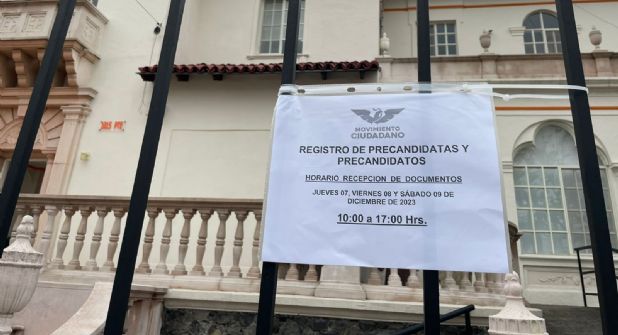 MOVIMIENTO
CIUDADANO
REGISTRO DE PRECANDIDATAS Y
PRECANDIDATOS
HORARIO RECEPCION DE DOCUMENTOS
JUEVES 07, VIERNES 08 Y SÁBADO 09 DE
DICIEMBRE DE 2023
10:00 a 17:00 Hrs.